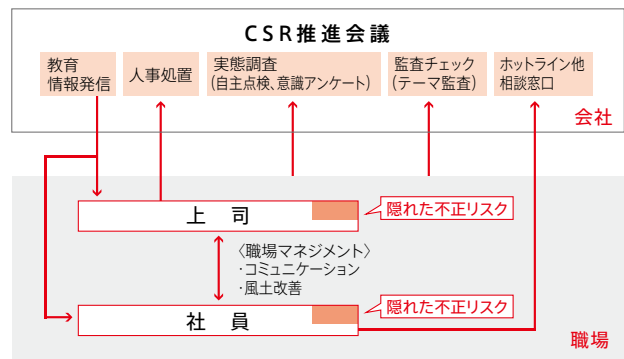 CSR推進会議
教育
情報発信
人事処置
実態調査
(自主点検、意識アンケート)
監査チェック
(テーマ監査)
ホットライン他
相談窓口
会社
上司
隠れた不正リスク
〈職場マネジメント〉
・コミュニケーション
・風土改善
社員
隠れた不正リスク
職場